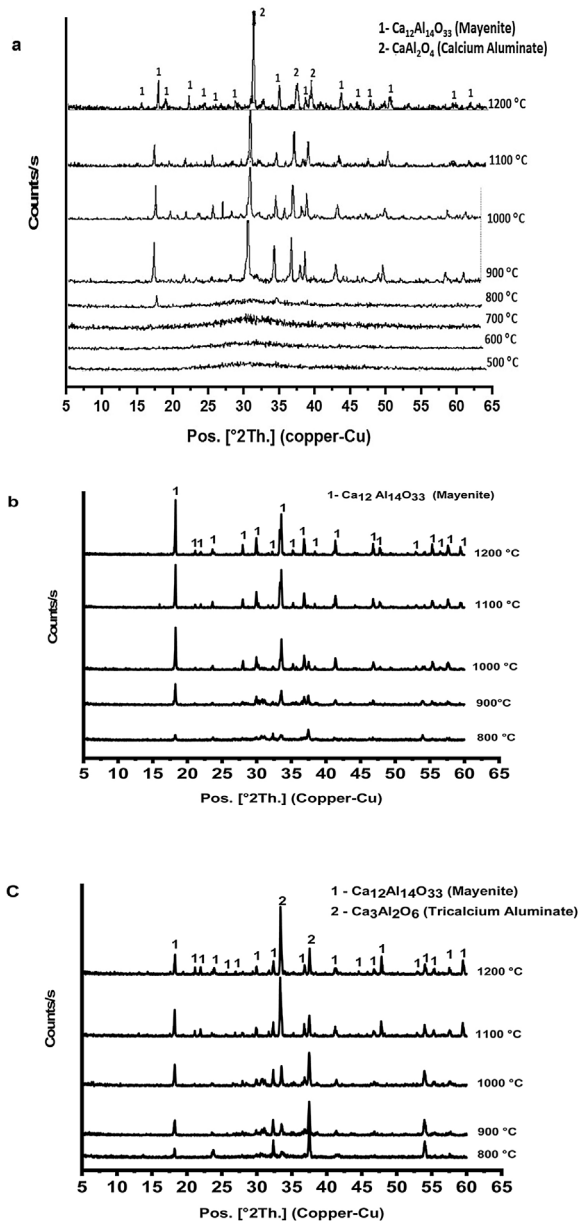 a
2
1- Ca12Al14O33 (Mayenite)
2- CaAl2O4 (Calcium Aluminate)
1 1 1 1 1 1 1 1 2 1 2 1 1 1 1 1 1
1200 °C
1100 °C
1000 °C
900 °C
800 °C
700 °C
600 °C
500 °C
Counts/s
5 10 15 20 25 30 35 40 45 50 55 60 65
Pos. [°2Th.] (copper-Cu)
b
1- Ca12 Al14O33 (Mayenite)
1 1 1 1 1 1 1 1 1 1 1 1 1 1 1 1 1 1 1
1200 °C
1100 °C
1000 °C
900°C
800 °C
Counts/s
5 10 15 20 25 30 35 40 45 50 55 60 65
Pos. [°2Th.] (Copper-Cu)
C
1 - Ca12Al14O33 (Mayenite)
2 - Ca3Al2O6 (Tricalcium Aluminate)
1 1 1 1 1 1 1 1 2 1 2 1 1 1 1 1 1 1 1 1
1200 °C
1100 °C
1000 °C
900 °C
800 °C
Counts/s
5 10 15 20 25 30 35 40 45 50 55 60 65
Pos. [°2Th.] (Copper-Cu)